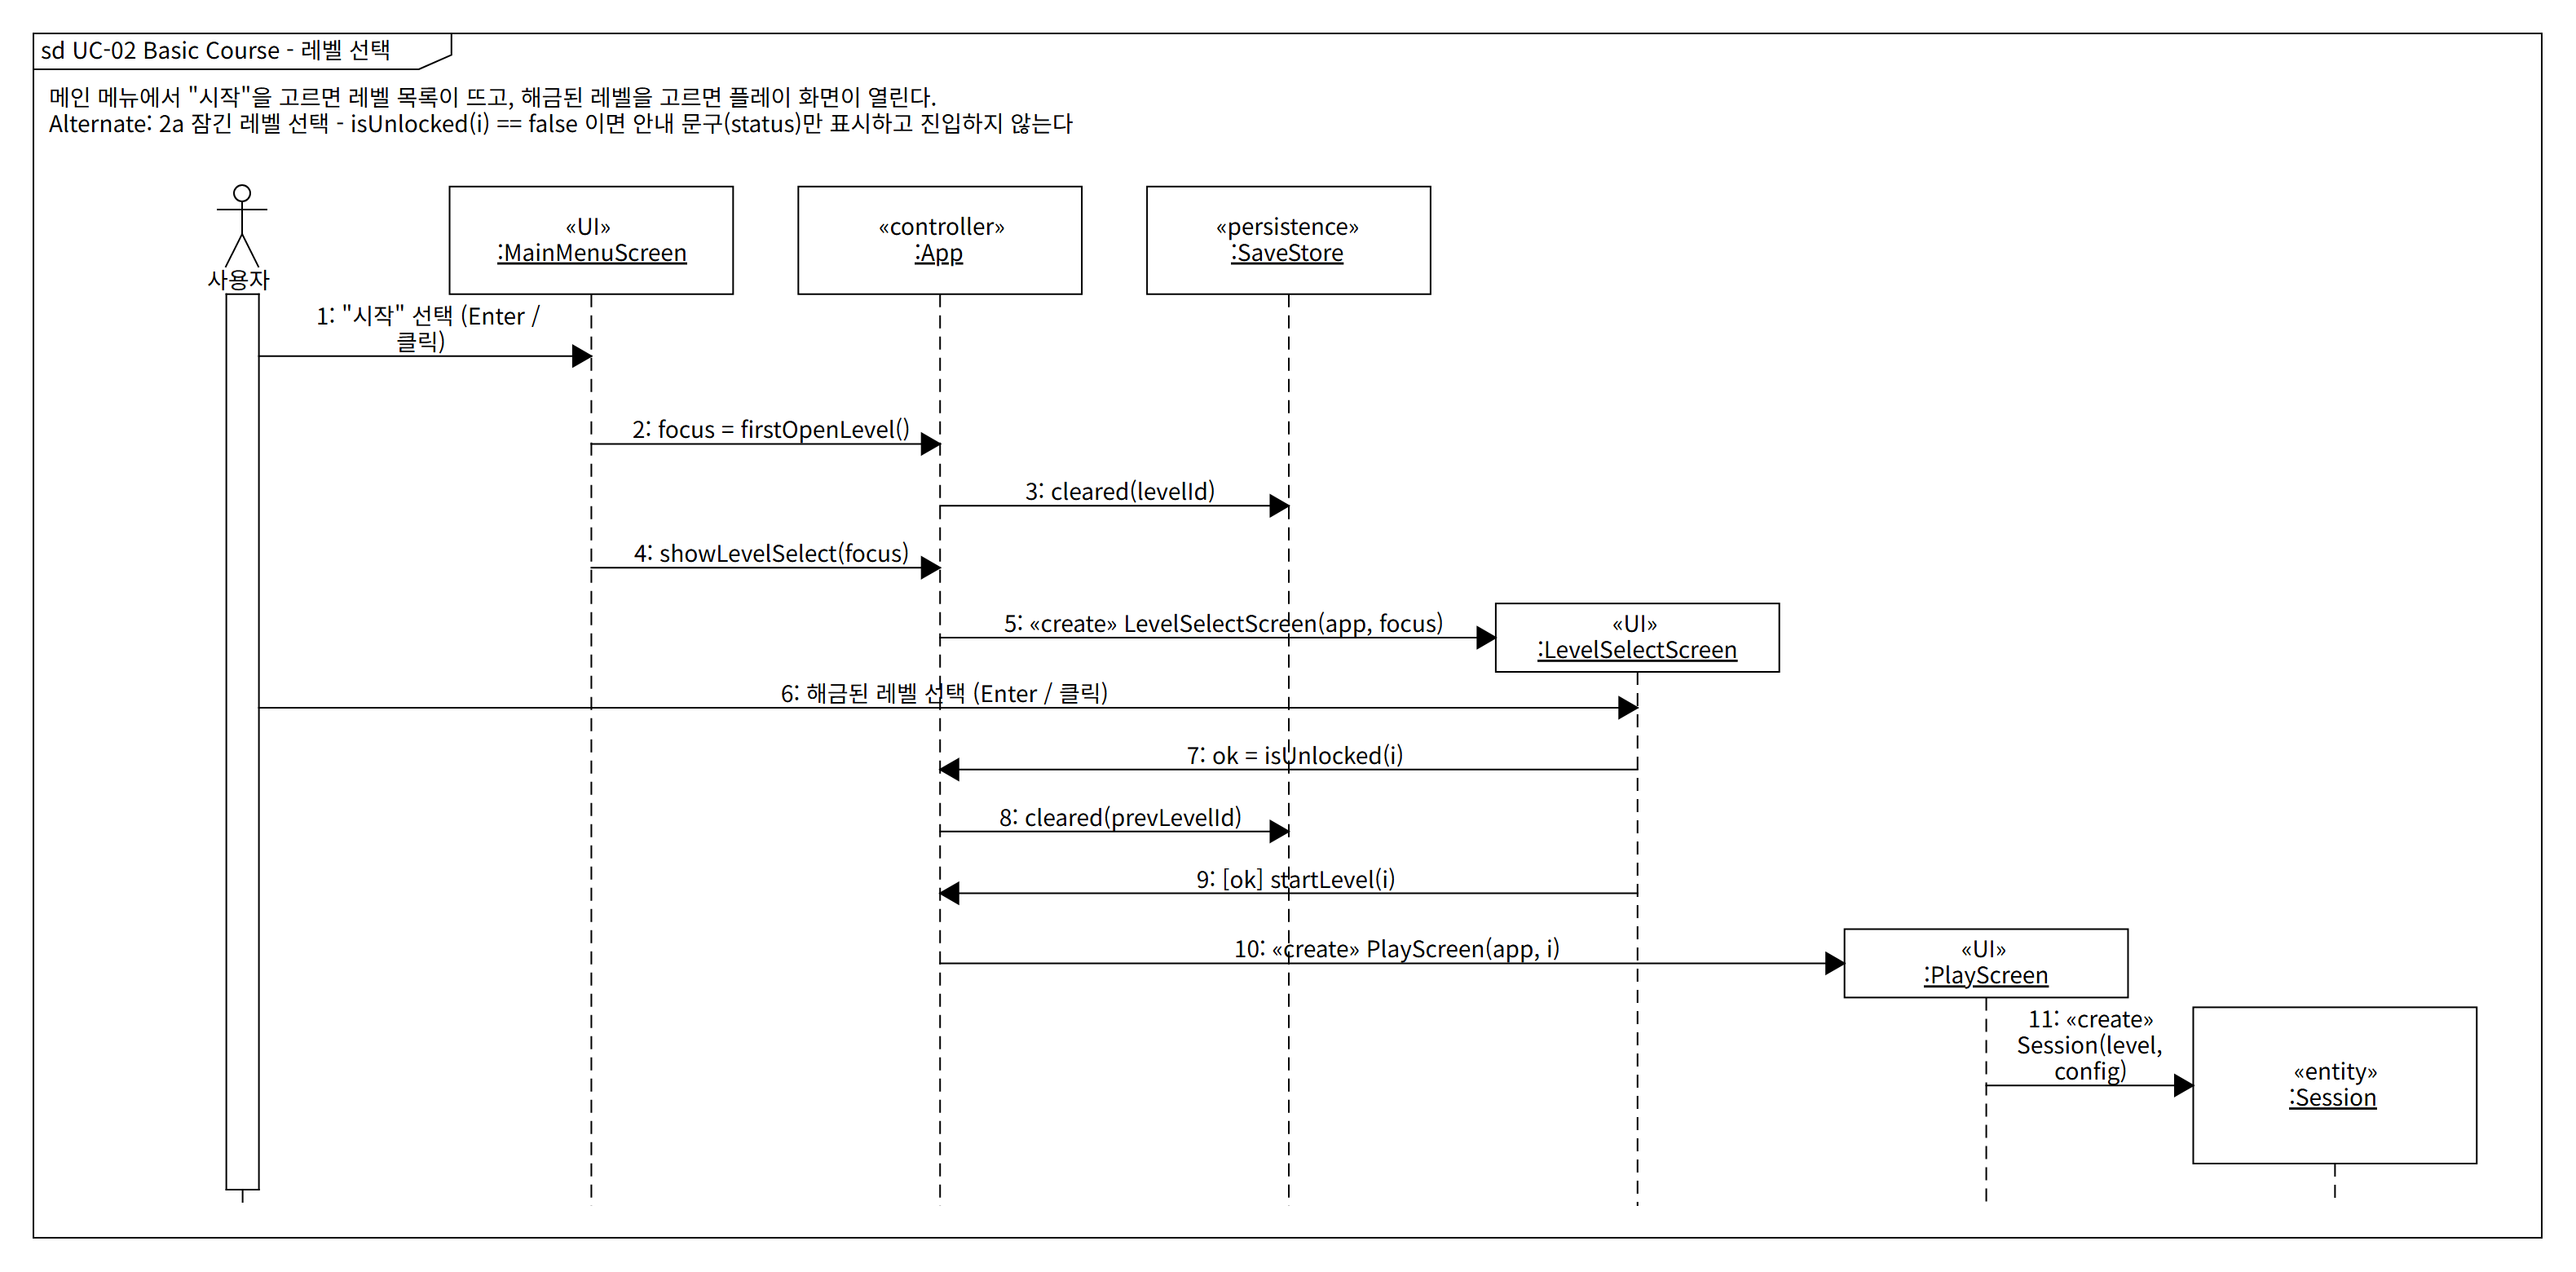 sd UC-02 Basic Course - 레벨 선택
메인 메뉴에서 "시작"을 고르면 레벨 목록이 뜨고, 해금된 레벨을 고르면 플레이 화면이 열린다.
Alternate: 2a 잠긴 레벨 선택 - isUnlocked(i) == false 이면 안내 문구(status)만 표시하고 진입하지 않는다
사용자
«UI»
:MainMenuScreen
«controller»
:App
«persistence»
:SaveStore
1: "시작" 선택 (Enter /
클릭)
2: focus = firstOpenLevel()
3: cleared(levelId)
4: showLevelSelect(focus)
5: «create» LevelSelectScreen(app, focus)
«UI»
:LevelSelectScreen
6: 해금된 레벨 선택 (Enter / 클릭)
7: ok = isUnlocked(i)
8: cleared(prevLevelId)
9: [ok] startLevel(i)
10: «create» PlayScreen(app, i)
«UI»
:PlayScreen
11: «create»
Session(level,
config)
«entity»
:Session